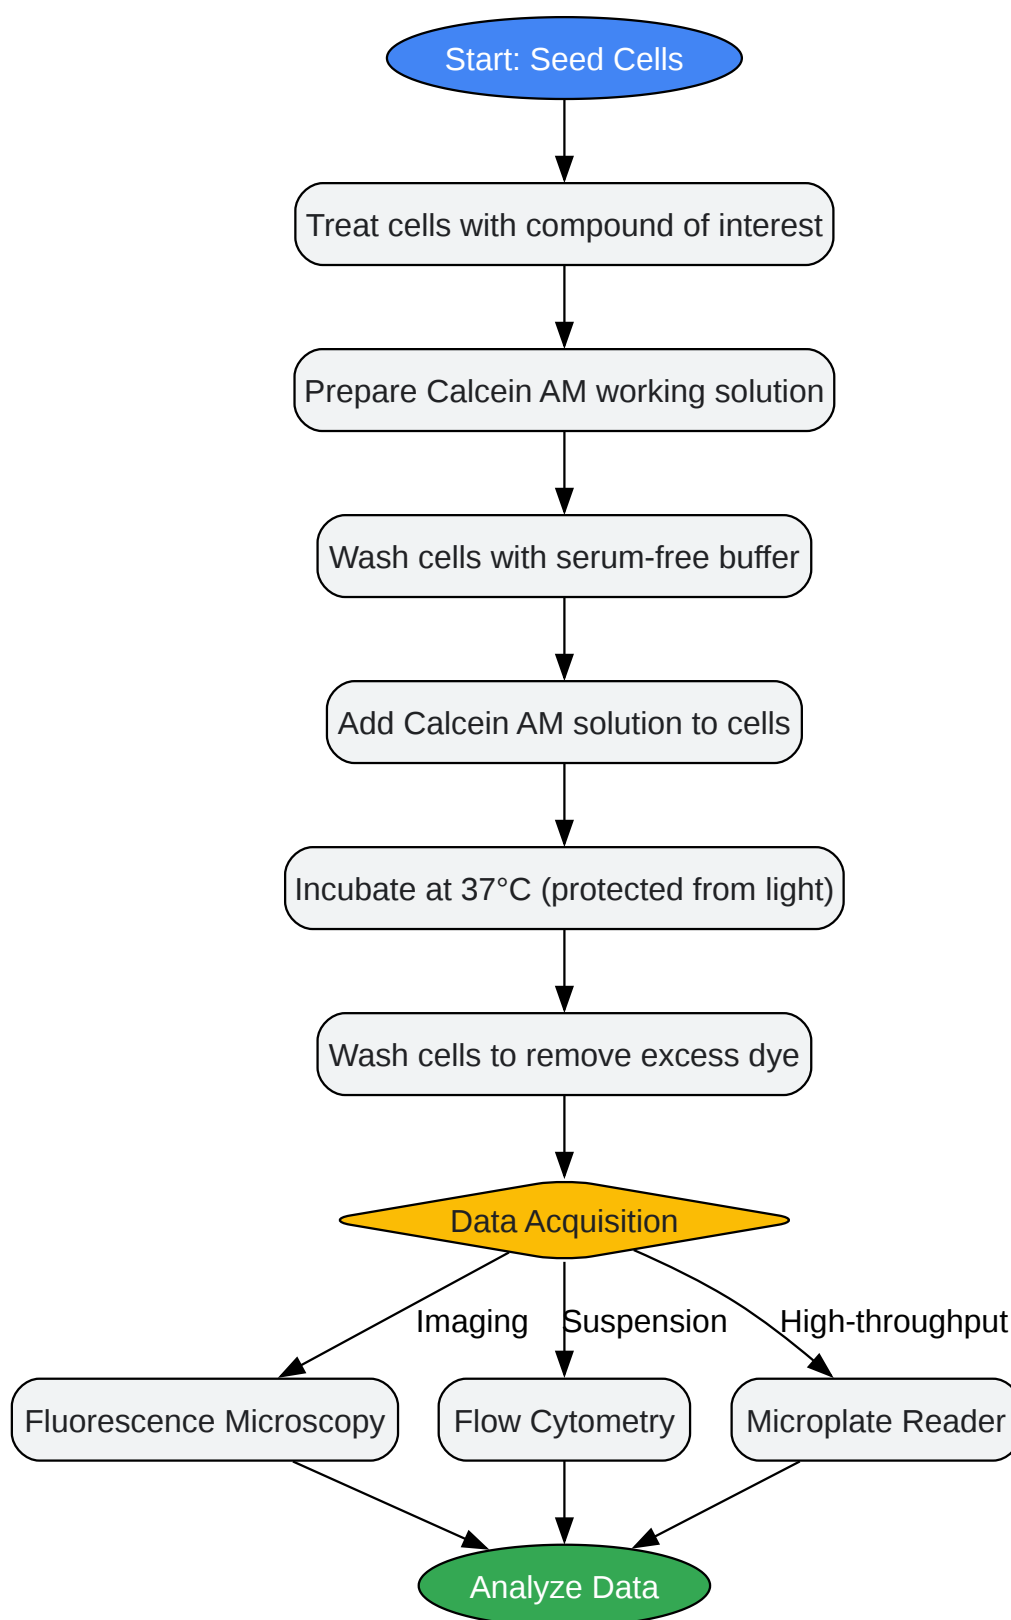 Start: Seed Cells
Treat cells with compound of interest
Prepare Calcein AM working solution
Wash cells with serum-free buffer
Add Calcein AM solution to cells
Incubate at 37°C (protected from light)
Wash cells to remove excess dye
Data Acquisition
Imaging
Suspension
High-throughput
Fluorescence Microscopy
Flow Cytometry
Microplate Reader
Analyze Data